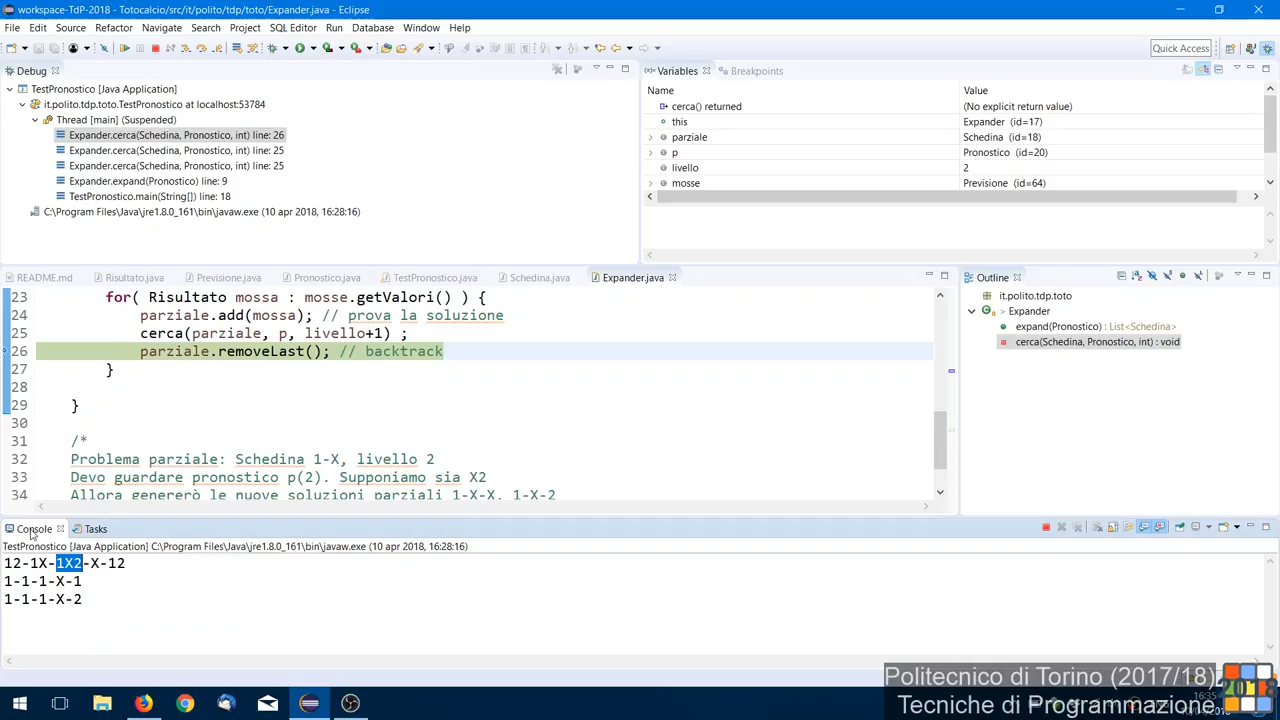 workspace-TdP-2018 - Totocalcio/src/it/polito/tdp/toto/Expander.java - Eclipse
File Edit Source Refactor Navigate Search Project SQL Editor Run Database Window Help
Quick Access
Debug
TestPronostico [Java Application]
it.polito.tdp.toto.TestPronostico at localhost:53784
Thread [main] (Suspended)
Expander.cerca(Schedina, Pronostico, int) line: 26
Expander.cerca(Schedina, Pronostico, int) line: 25
Expander.cerca(Schedina, Pronostico, int) line: 25
Expander.expand(Pronostico) line: 9
TestPronostico.main(String[]) line: 18
C:\Program Files\Java\jre1.8.0_161\bin\javaw.exe (10 apr 2018, 16:28:16)
(x)= Variables Breakpoints
Name Value
cerca() returned (No explicit return value)
this Expander (id=17)
parziale Schedina (id=18)
p Pronostico (id=20)
livello 2
mosse Previsione (id=64)
README.md Risultato.java Previsione.java Pronostico.java TestPronostico.java Schedina.java Expander.java
23 for( Risultato mossa : mosse.getValori() ) {
24 parziale.add(mossa); // prova la soluzione
25 cerca(parziale, p, livello+1) ;
26 parziale.removeLast(); // backtrack
27 }
28
29 }
30
31 /*
32 Problema parziale: Schedina 1-X, livello 2
33 Devo guardare pronostico p(2). Supponiamo sia X2
34 Allora genererò le nuove soluzioni parziali 1-X-X, 1-X-2
Outline
it.polito.tdp.toto
Expander
expand(Pronostico) : List<Schedina>
cerca(Schedina, Pronostico, int) : void
Console Tasks
TestPronostico [Java Application] C:\Program Files\Java\jre1.8.0_161\bin\javaw.exe (10 apr 2018, 16:28:16)
12-1X-1X2-X-12
1-1-1-X-1
1-1-1-X-2
Politecnico di Torino (2017/18)
Tecniche di Programmazione
2018
16:35